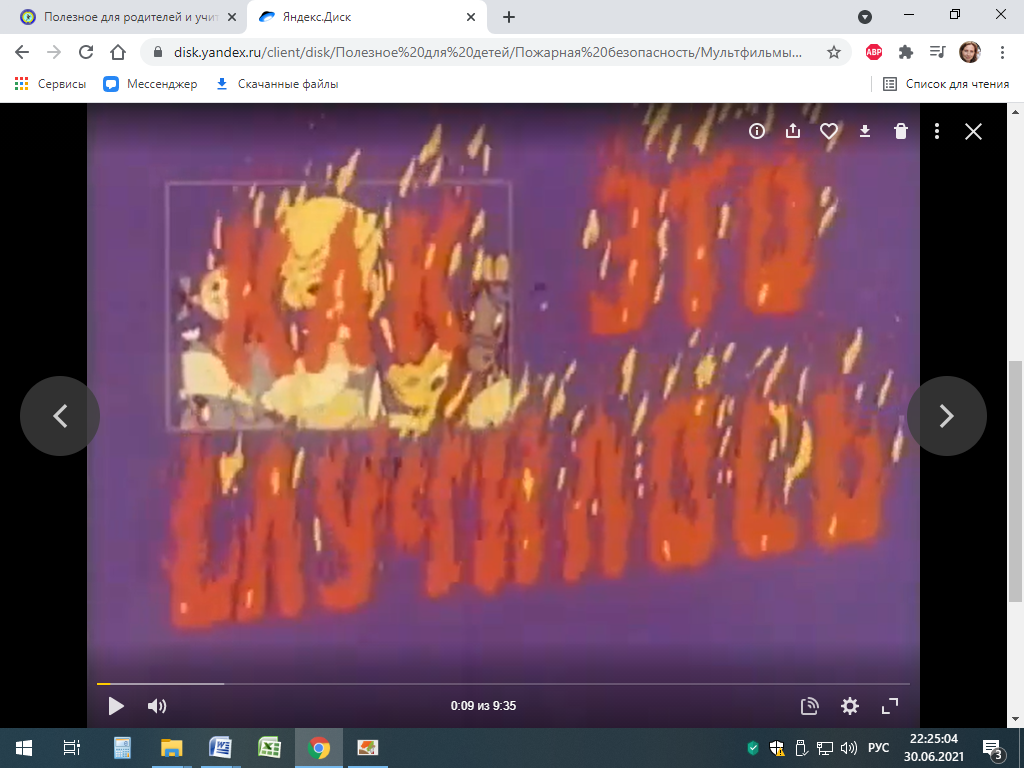 Полезное для родителей и учит
Яндекс.Диск
disk.yandex.ru/client/disk/Полезное%20для%20детей/Пожарная%20безопасность/Мультфильмы...
ABP
Сервисы
Мессенджер
Скачанные файлы
Список для чтения
КАК ЭТО
СЛУЧИЛОСЬ
0:09 из 9:35
РУС
22:25:04
30.06.2021
3